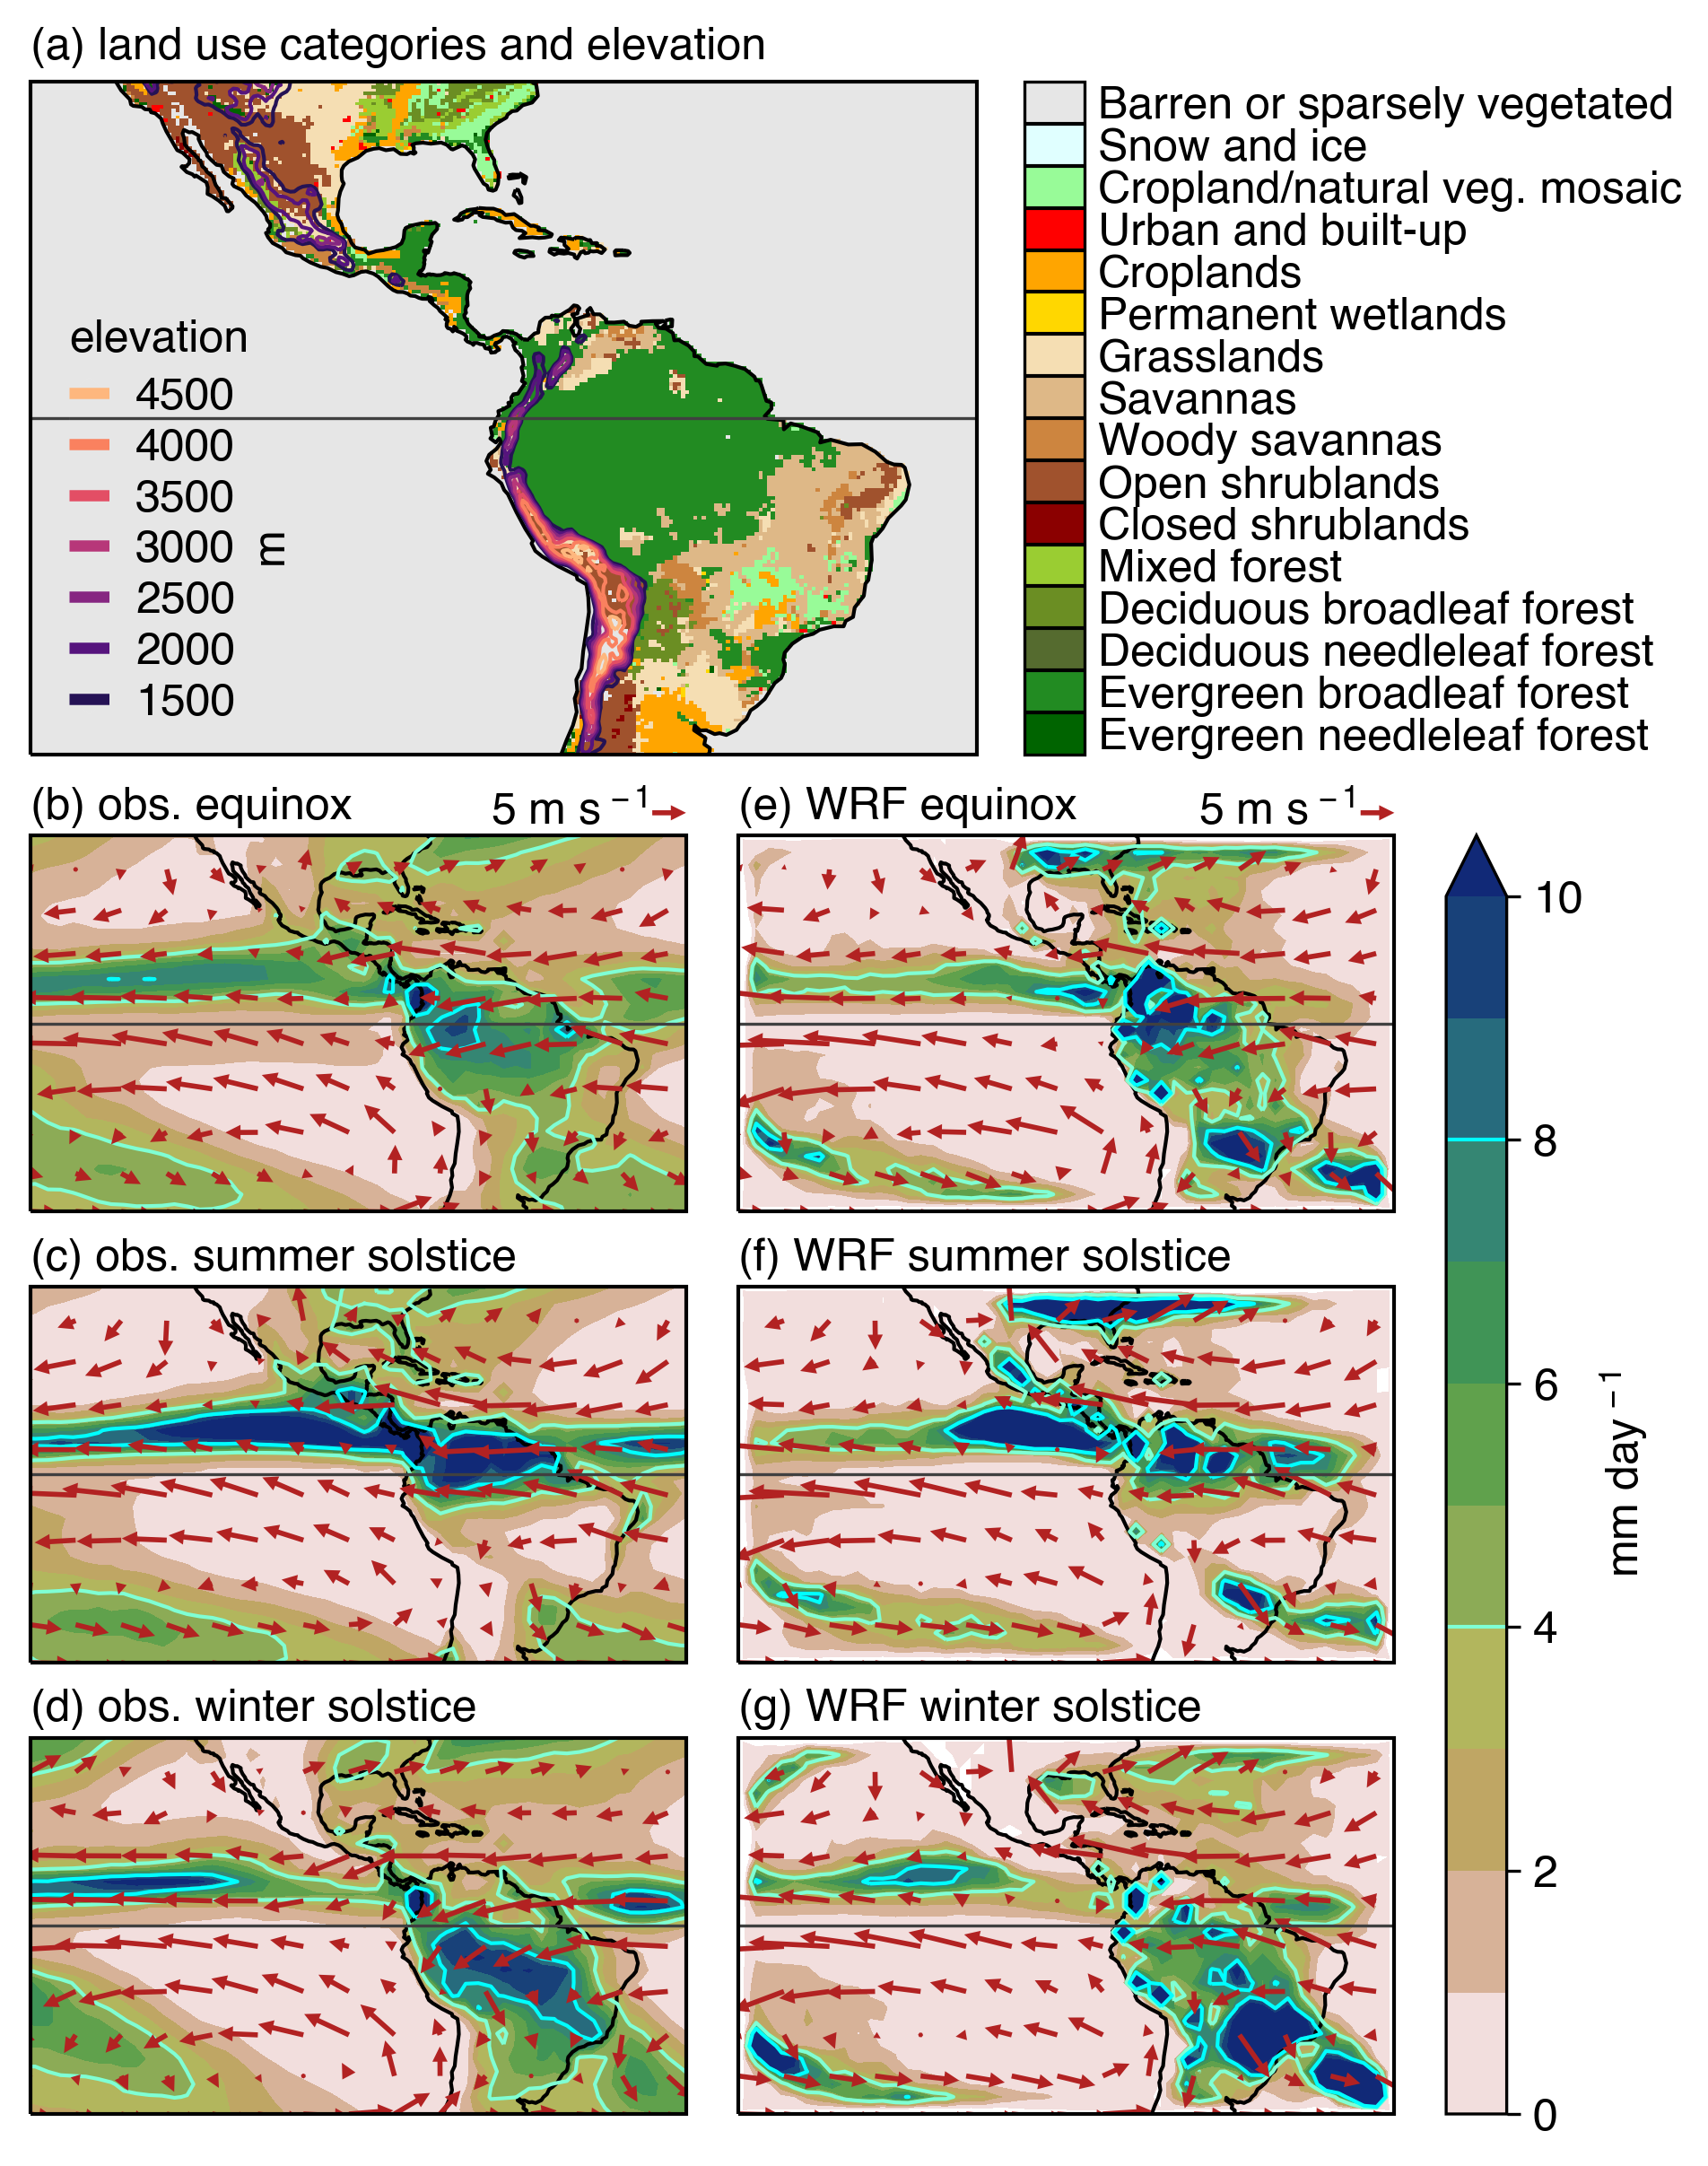 (a) land use categories and elevation
Barren or sparsely vegetated
Snow and ice
Cropland/natural veg. mosaic
Urban and built-up
Croplands
Permanent wetlands
Grasslands
Savannas
Woody savannas
Open shrublands
Closed shrublands
Mixed forest
Deciduous broadleaf forest
Deciduous needleleaf forest
Evergreen broadleaf forest
Evergreen needleleaf forest
elevation
4500
4000
3500
3000
2500
2000
1500
m
(b) obs. equinox
5 m s⁻¹
(e) WRF equinox
5 m s⁻¹
(c) obs. summer solstice
(f) WRF summer solstice
(d) obs. winter solstice
(g) WRF winter solstice
10
8
6
4
2
0
mm day⁻¹